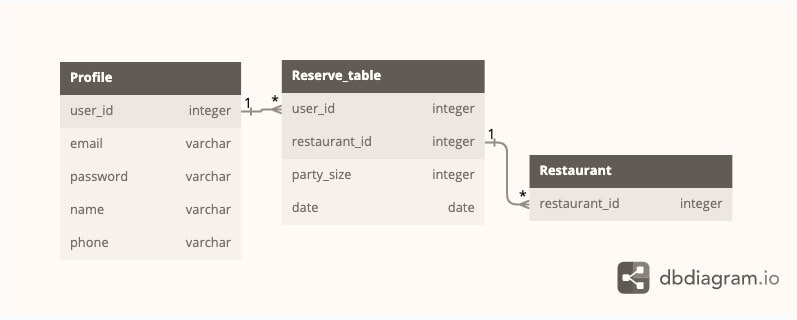 Profile
user_id integer
email varchar
password varchar
name varchar
phone varchar
1 *
Reserve_table
user_id integer
restaurant_id integer
party_size integer
date date
1
*
Restaurant
restaurant_id integer
dbdiagram.io